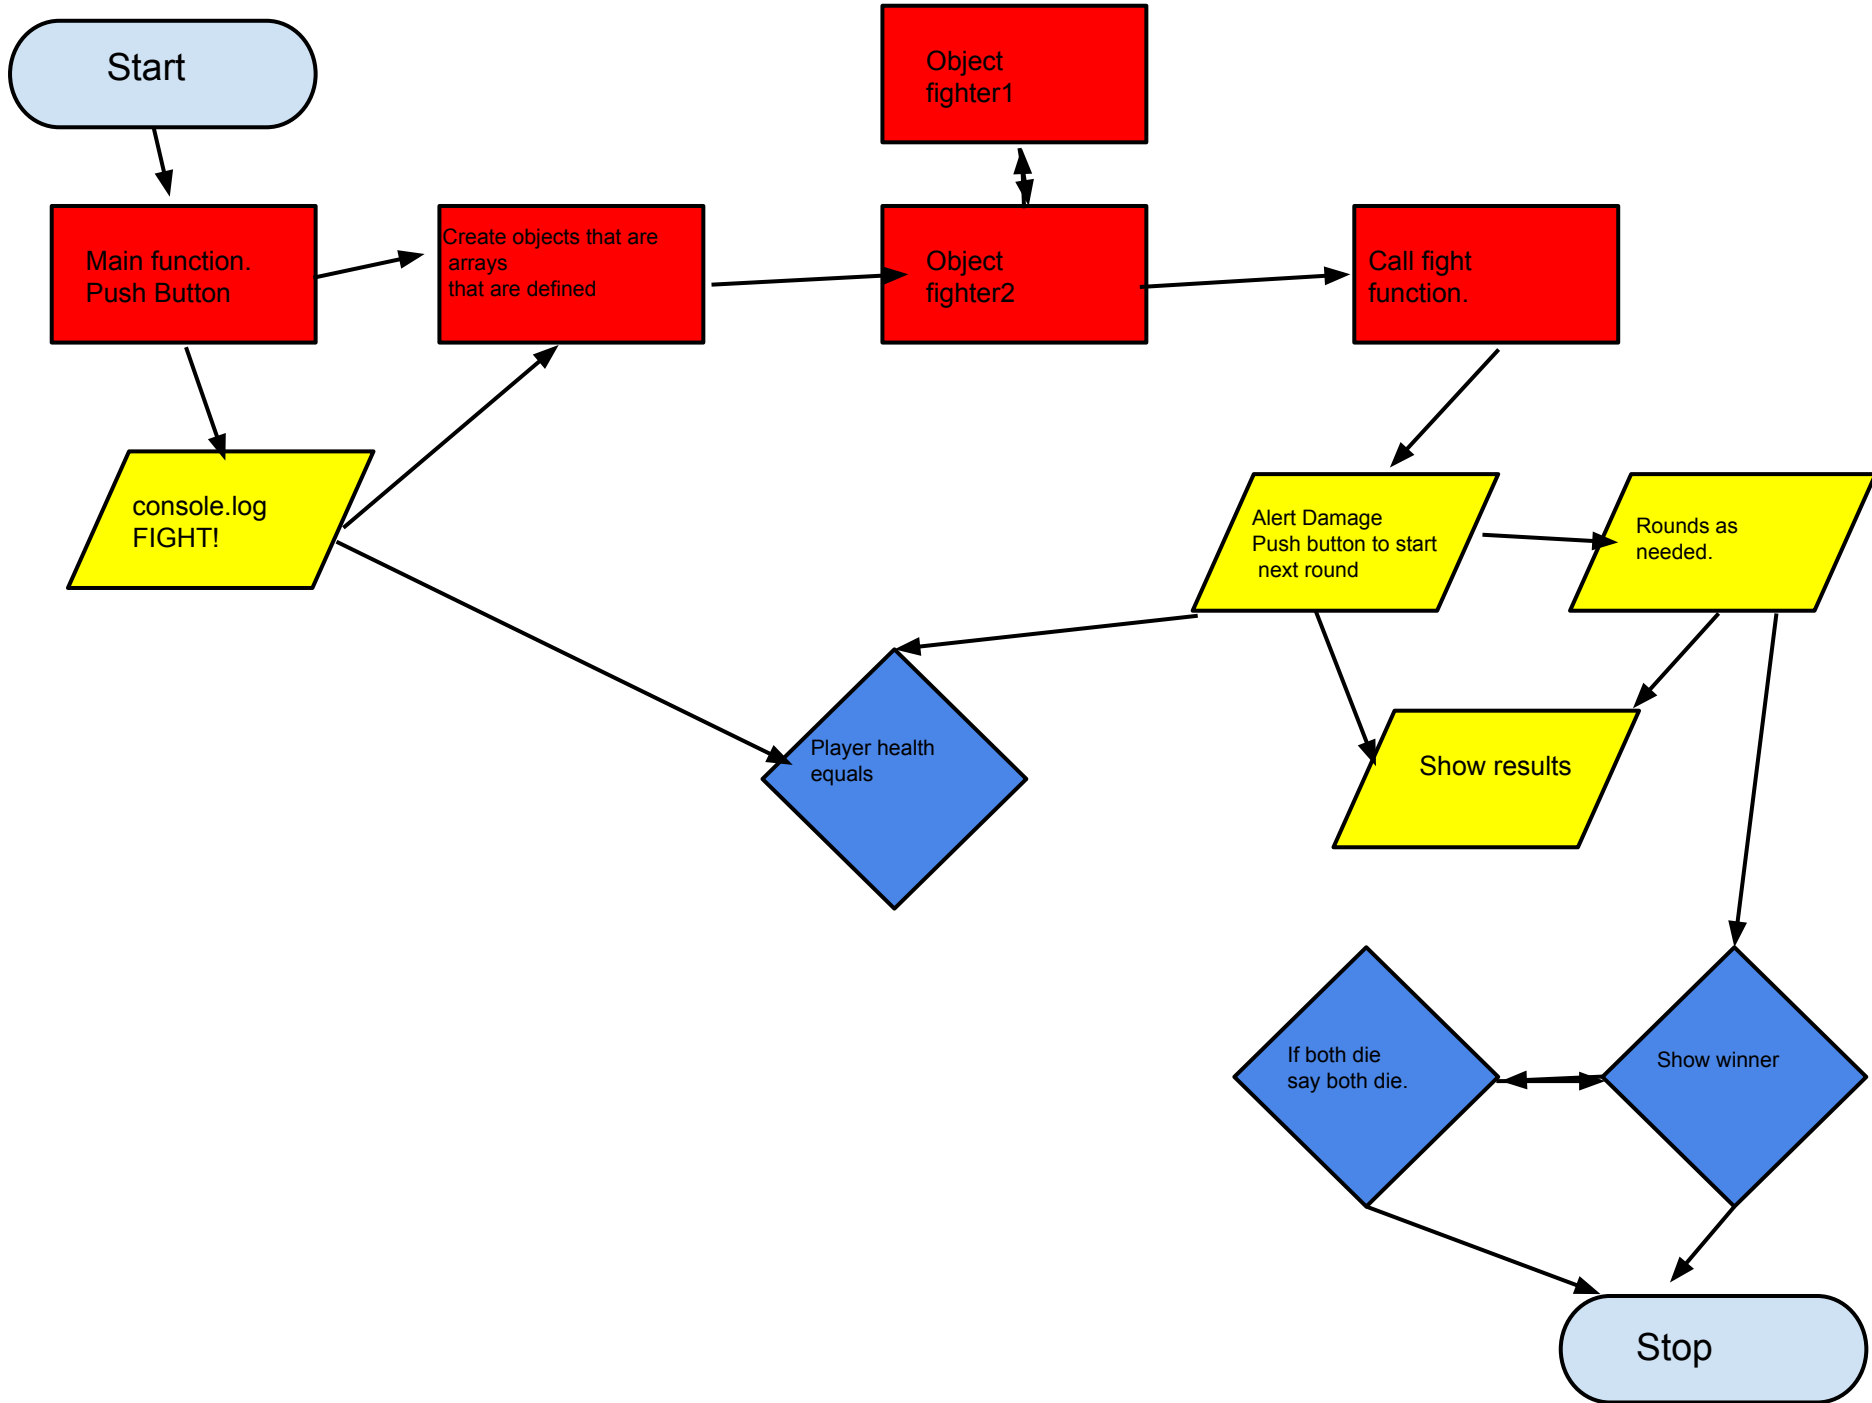 Start
Object
fighter1
Main function.
Push Button
Create objects that are
arrays
that are defined
Object
fighter2
Call fight
function.
console.log
FIGHT!
Alert Damage
Push button to start
next round
Rounds as
needed.
Player health
equals
Show results
If both die
say both die.
Show winner
Stop